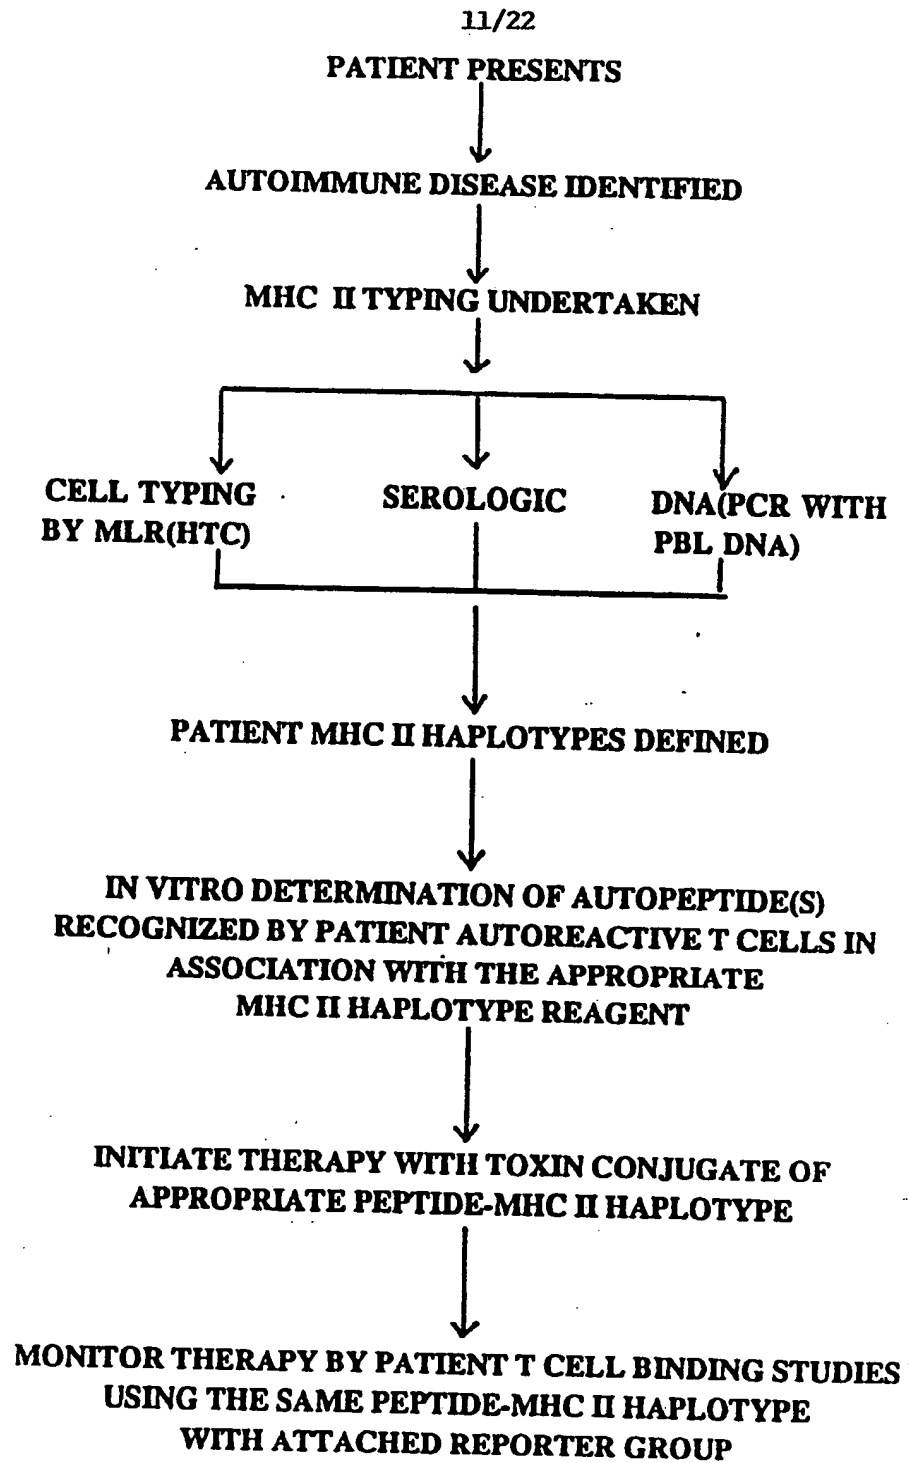 11/22
PATIENT PRESENTS
AUTOIMMUNE DISEASE IDENTIFIED
MHC II TYPING UNDERTAKEN
CELL TYPING
BY MLR(HTC)
SEROLOGIC
DNA(PCR WITH
PBL DNA)
PATIENT MHC II HAPLOTYPES DEFINED
IN VITRO DETERMINATION OF AUTOPEPTIDE(S)
RECOGNIZED BY PATIENT AUTOREACTIVE T CELLS IN
ASSOCIATION WITH THE APPROPRIATE
MHC II HAPLOTYPE REAGENT
INITIATE THERAPY WITH TOXIN CONJUGATE OF
APPROPRIATE PEPTIDE-MHC II HAPLOTYPE
MONITOR THERAPY BY PATIENT T CELL BINDING STUDIES
USING THE SAME PEPTIDE-MHC II HAPLOTYPE
WITH ATTACHED REPORTER GROUP